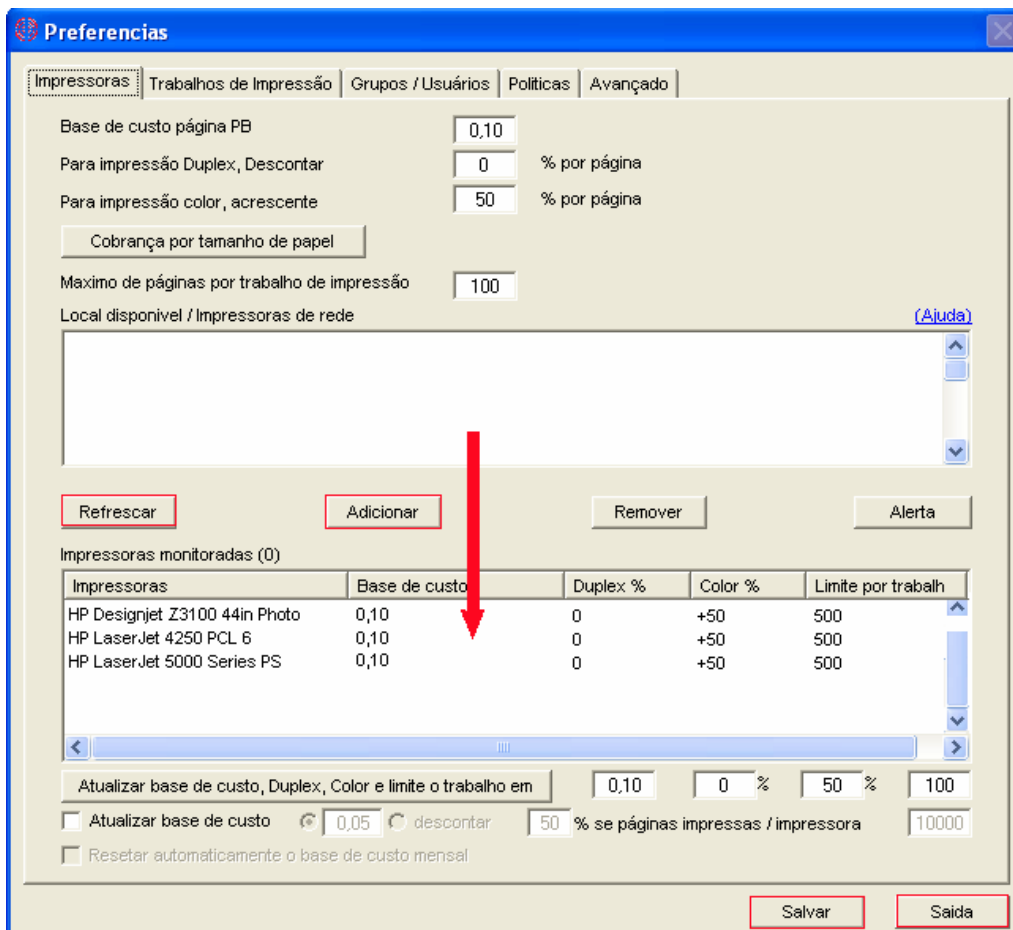 Preferencias
Impressoras Trabalhos de Impressão Grupos / Usuários Politicas Avançado
Base de custo página PB 0,10
Para impressão Duplex, Descontar 0 % por página
Para impressão color, acrescente 50 % por página
Cobrança por tamanho de papel
Maximo de páginas por trabalho de impressão 100
Local disponivel / Impressoras de rede (Ajuda)
Refrescar Adicionar Remover Alerta
Impressoras monitoradas (0)
Impressoras Base de custo Duplex % Color % Limite por trabalh
HP Designjet Z3100 44in Photo 0,10 0 +50 500
HP LaserJet 4250 PCL 6 0,10 0 +50 500
HP LaserJet 5000 Series PS 0,10 0 +50 500
Atualizar base de custo, Duplex, Color e limite o trabalho em 0,10 0 % 50 % 100
Atualizar base de custo 0,05 descontar 50 % se páginas impressas / impressora 10000
Resetar automaticamente o base de custo mensal
Salvar Saida